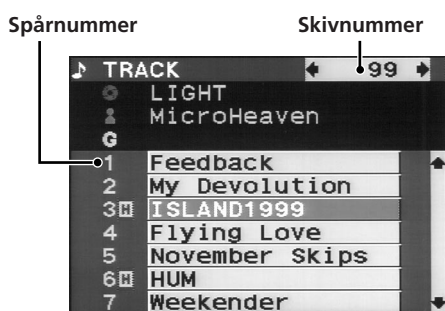 Spårnummer Skivnummer
TRACK 99
LIGHT
MicroHeaven
G
1 Feedback
2 My Devolution
3 H ISLAND1999
4 Flying Love
5 November Skips
6 H HUM
7 Weekender